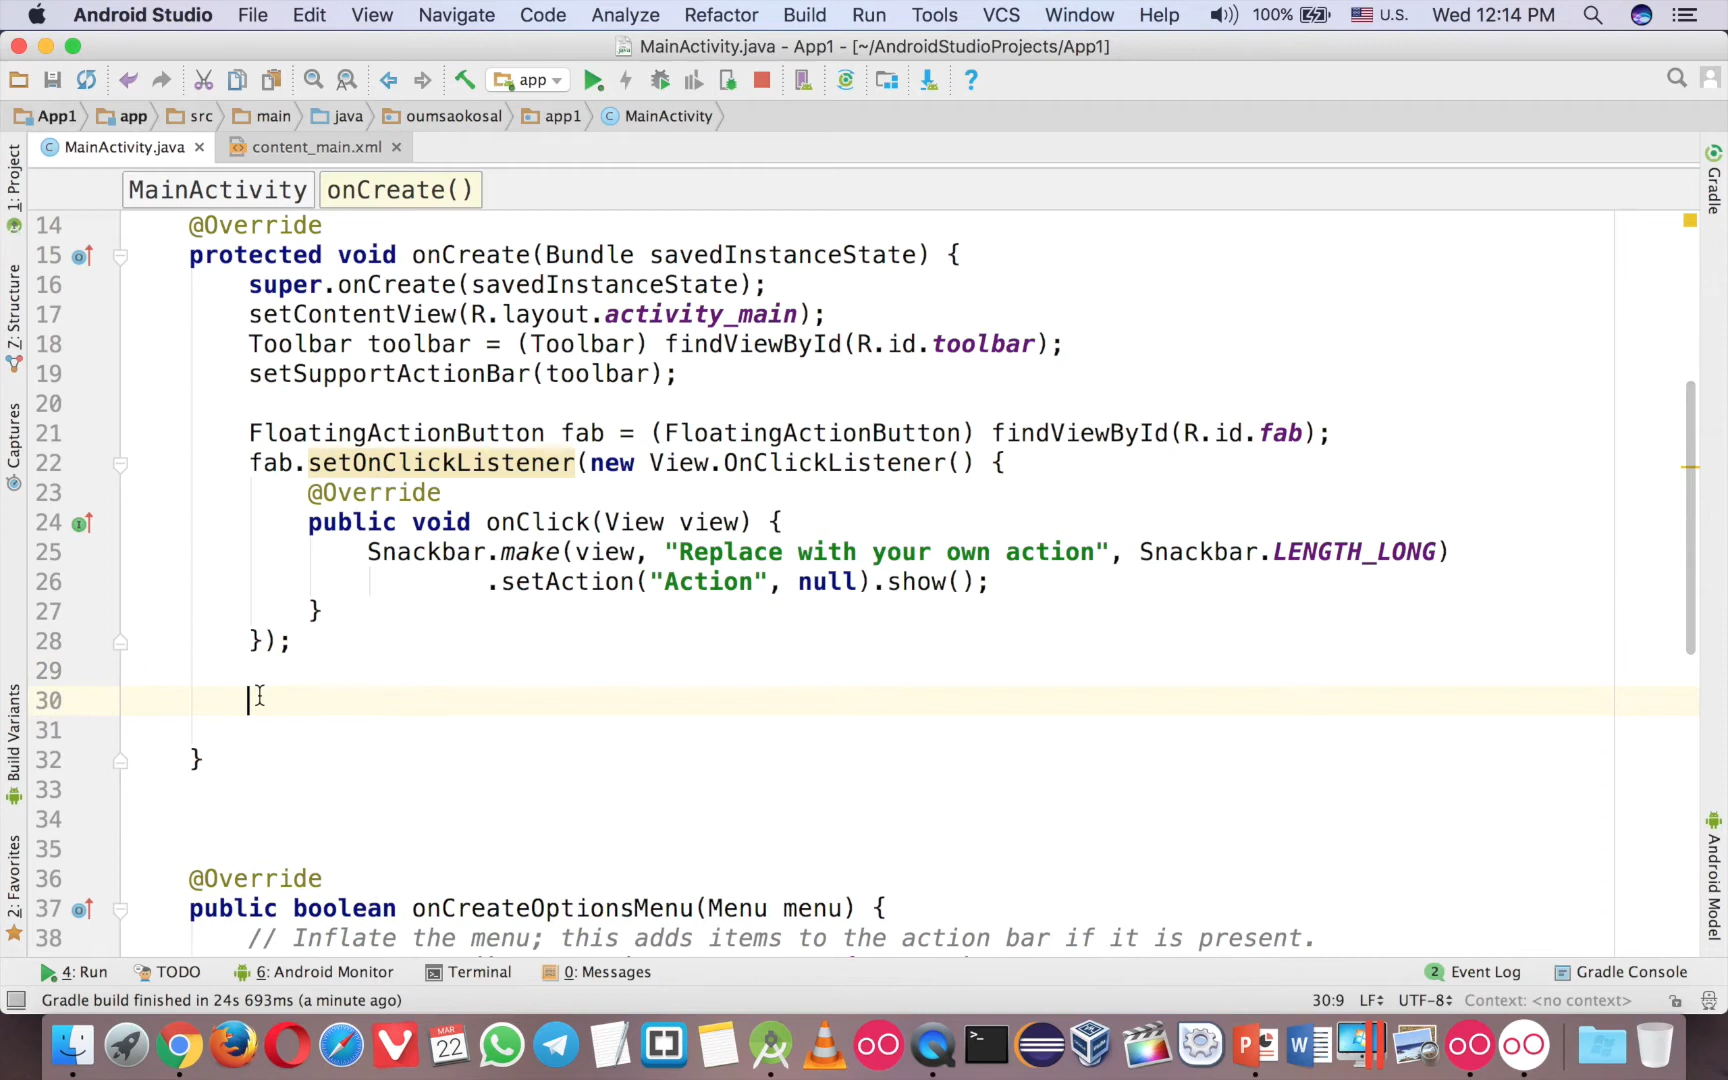 Android Studio File Edit View Navigate Code Analyze Refactor Build Run Tools VCS Window Help 100% U.S. Wed 12:14 PM
MainActivity.java - App1 - [~/AndroidStudioProjects/App1]
app
App1 app src main java oumsaokosal app1 MainActivity
MainActivity.java content_main.xml
MainActivity onCreate()
1: Project
7: Structure
Captures
Build Variants
2: Favorites
Gradle
Android Model
14 @Override
15 protected void onCreate(Bundle savedInstanceState) {
16 super.onCreate(savedInstanceState);
17 setContentView(R.layout.activity_main);
18 Toolbar toolbar = (Toolbar) findViewById(R.id.toolbar);
19 setSupportActionBar(toolbar);
20
21 FloatingActionButton fab = (FloatingActionButton) findViewById(R.id.fab);
22 fab.setOnClickListener(new View.OnClickListener() {
23 @Override
24 public void onClick(View view) {
25 Snackbar.make(view, "Replace with your own action", Snackbar.LENGTH_LONG)
26 .setAction("Action", null).show();
27 }
28 });
29
30
31
32 }
33
34
35
36 @Override
37 public boolean onCreateOptionsMenu(Menu menu) {
38 // Inflate the menu; this adds items to the action bar if it is present.
4: Run TODO 6: Android Monitor Terminal 0: Messages 2 Event Log Gradle Console
Gradle build finished in 24s 693ms (a minute ago) 30:9 LF UTF-8 Context: <no context>
MAR
22
P
W